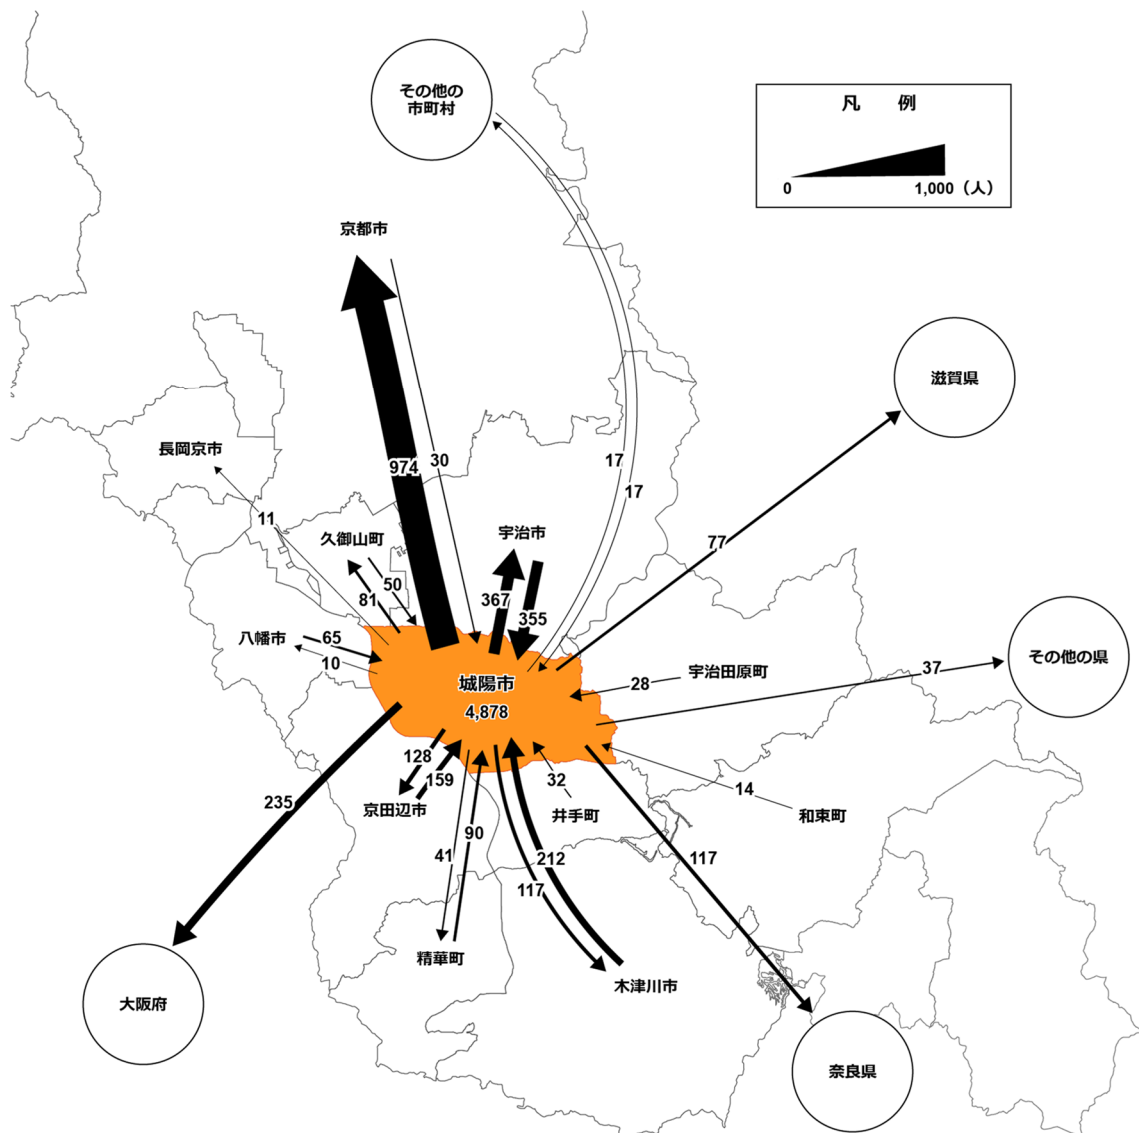 その他の
市町村
凡 例
0
1,000（人）
京都市
滋賀県
長岡京市
974
30
17
17
11
久御山町
宇治市
77
50
81
367
355
八幡市
65
10
その他の県
37
宇治田原町
28
城陽市
4,878
128
159
32
14
235
京田辺市
井手町
和束町
90
41
212
117
117
精華町
木津川市
大阪府
奈良県